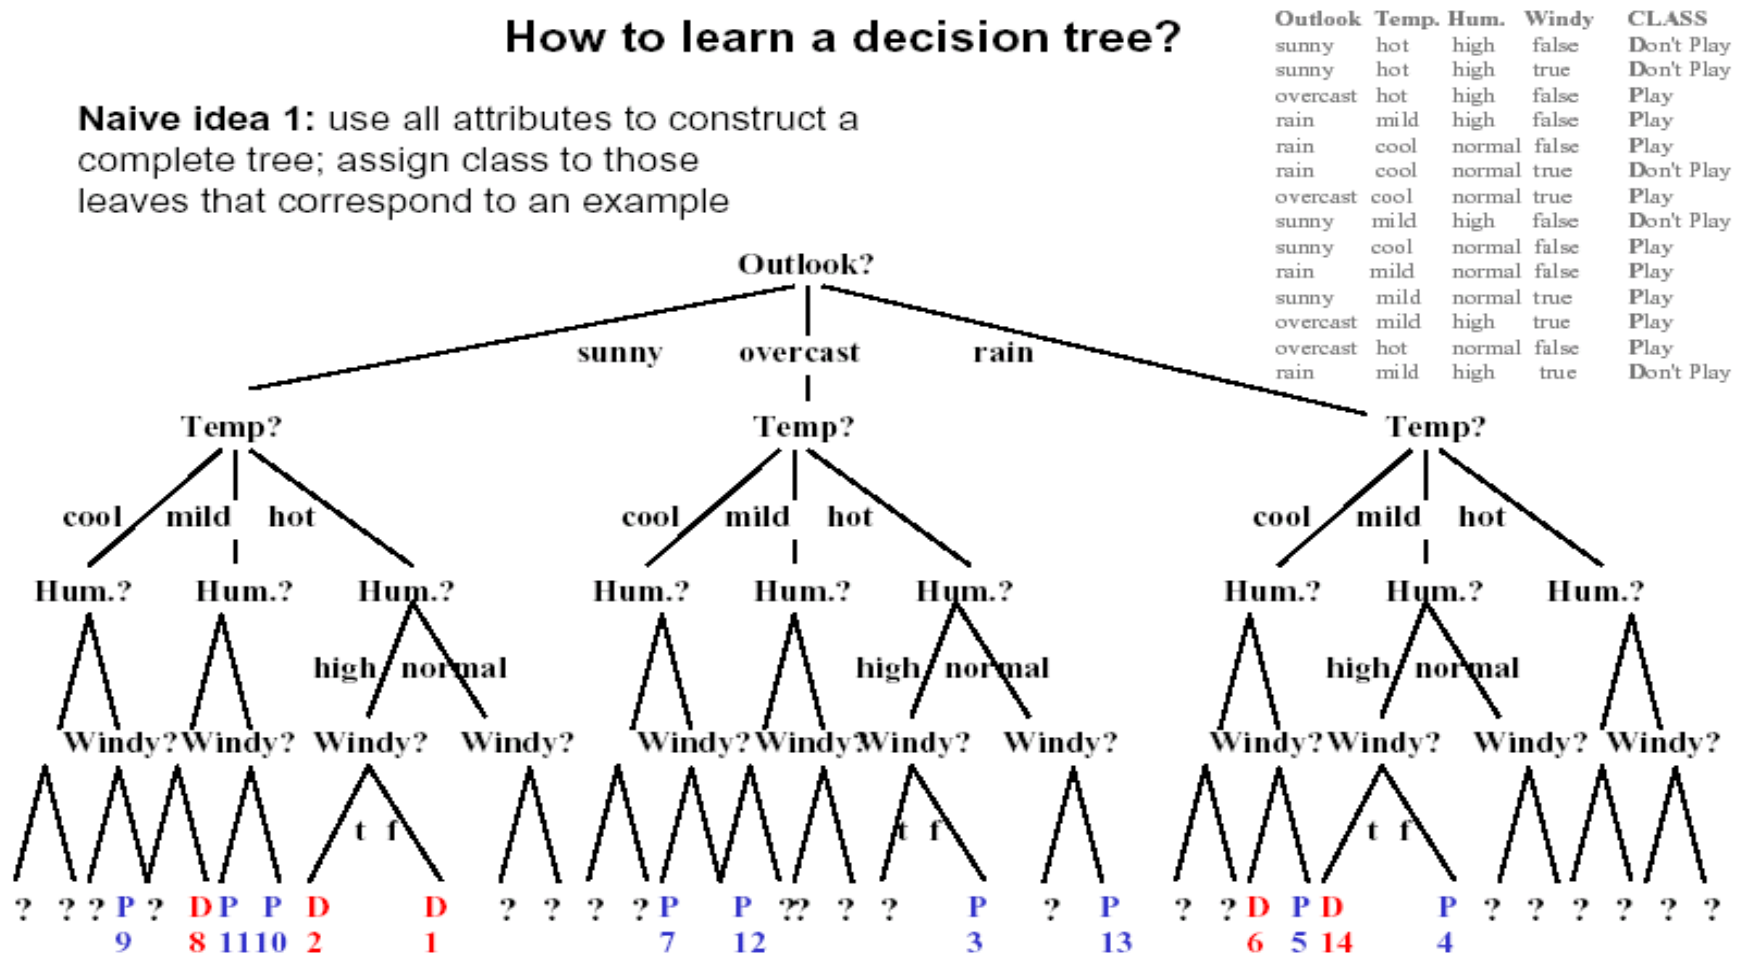 How to learn a decision tree?
Naive idea 1: use all attributes to construct a
complete tree; assign class to those
leaves that correspond to an example
Outlook Temp. Hum. Windy CLASS
sunny hot high false Don't Play
sunny hot high true Don't Play
overcast hot high false Play
rain mild high false Play
rain cool normal false Play
rain cool normal true Don't Play
overcast cool normal true Play
sunny mild high false Don't Play
sunny cool normal false Play
rain mild normal false Play
sunny mild normal true Play
overcast mild high true Play
overcast hot normal false Play
rain mild high true Don't Play
Outlook?
sunny overcast rain
Temp? Temp? Temp?
cool mild hot cool mild hot cool mild hot
Hum.? Hum.? Hum.? Hum.? Hum.? Hum.? Hum.? Hum.? Hum.?
high normal high normal high normal
Windy? Windy? Windy? Windy? Windy? Windy? Windy? Windy? Windy? Windy? Windy? Windy?
t f t f t f
? ? ? P ? D P P D D ? ? ? ? P P ?? ? ? P ? P ? ? D P D P ? ? ? ? ? ?
9 8 11 10 2 1 7 12 3 13 6 5 14 4